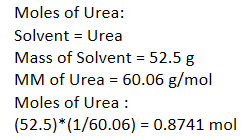 Moles of Urea:
Solvent = Urea
Mass of Solvent = 52.5 g
MM of Urea = 60.06 g/mol
Moles of Urea :
(52.5)*(1/60.06) = 0.8741 mol